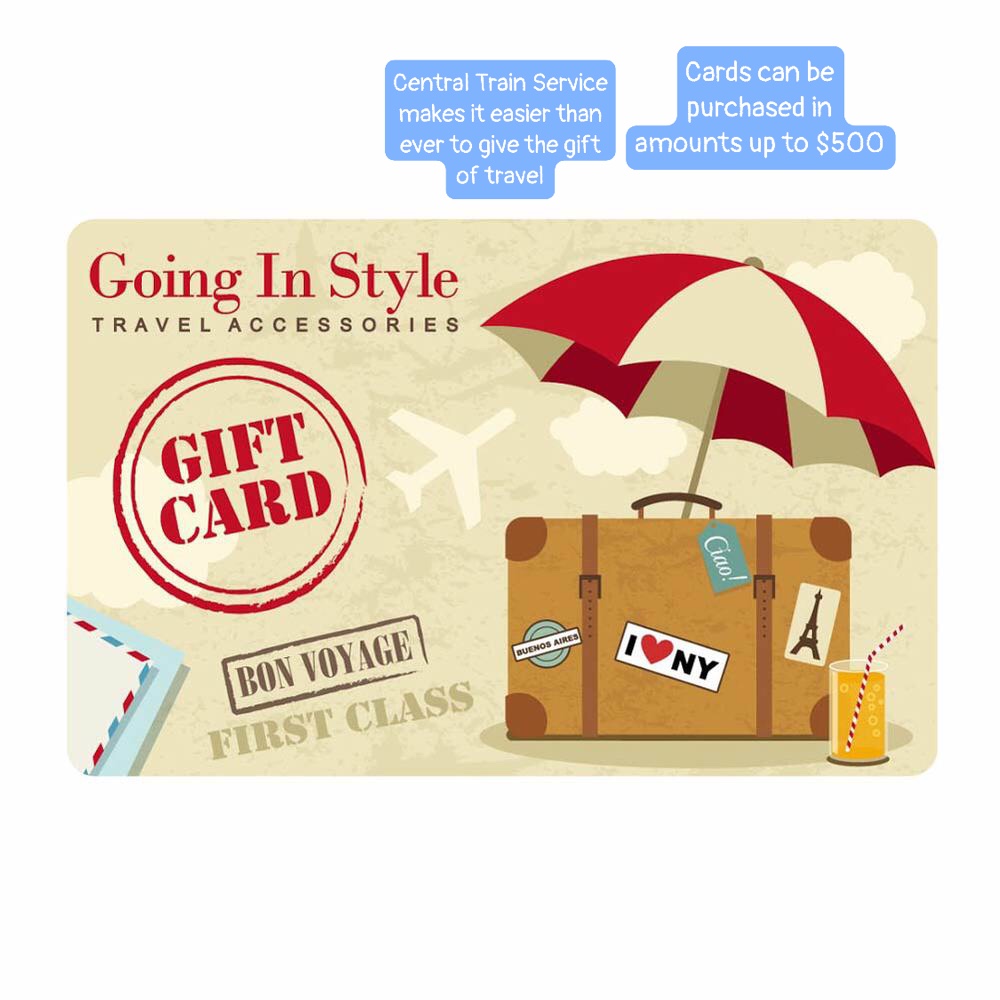 Central Train Service
makes it easier than
ever to give the gift
of travel
Cards can be
purchased in
amounts up to $500
Going In Style
TRAVEL ACCESSORIES
GIFT
CARD
Ciao!
BUENOS AIRES
I ❤ NY
BON VOYAGE
FIRST CLASS